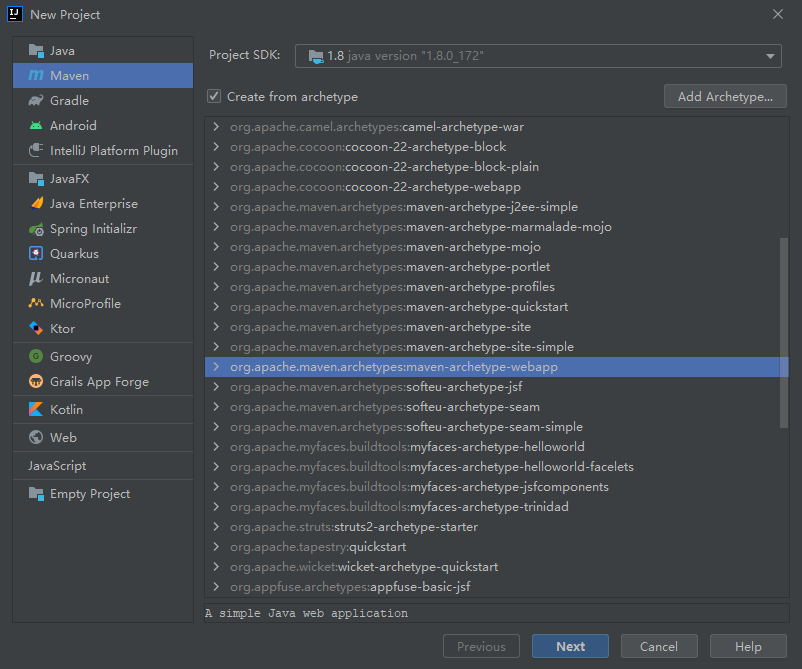 New Project
Java
Maven
Gradle
Android
IntelliJ Platform Plugin
JavaFX
Java Enterprise
Spring Initializr
Quarkus
Micronaut
MicroProfile
Ktor
Groovy
Grails App Forge
Kotlin
Web
JavaScript
Empty Project
Project SDK: 1.8 java version "1.8.0_172"
Create from archetype Add Archetype...
org.apache.camel.archetypes:camel-archetype-war
org.apache.cocoon:cocoon-22-archetype-block
org.apache.cocoon:cocoon-22-archetype-block-plain
org.apache.cocoon:cocoon-22-archetype-webapp
org.apache.maven.archetypes:maven-archetype-j2ee-simple
org.apache.maven.archetypes:maven-archetype-marmalade-mojo
org.apache.maven.archetypes:maven-archetype-mojo
org.apache.maven.archetypes:maven-archetype-portlet
org.apache.maven.archetypes:maven-archetype-profiles
org.apache.maven.archetypes:maven-archetype-quickstart
org.apache.maven.archetypes:maven-archetype-site
org.apache.maven.archetypes:maven-archetype-site-simple
org.apache.maven.archetypes:maven-archetype-webapp
org.apache.maven.archetypes:softeu-archetype-jsf
org.apache.maven.archetypes:softeu-archetype-seam
org.apache.maven.archetypes:softeu-archetype-seam-simple
org.apache.myfaces.buildtools:myfaces-archetype-helloworld
org.apache.myfaces.buildtools:myfaces-archetype-helloworld-facelets
org.apache.myfaces.buildtools:myfaces-archetype-jsfcomponents
org.apache.myfaces.buildtools:myfaces-archetype-trinidad
org.apache.struts:struts2-archetype-starter
org.apache.tapestry:quickstart
org.apache.wicket:wicket-archetype-quickstart
org.appfuse.archetypes:appfuse-basic-jsf
A simple Java web application
Previous Next Cancel Help